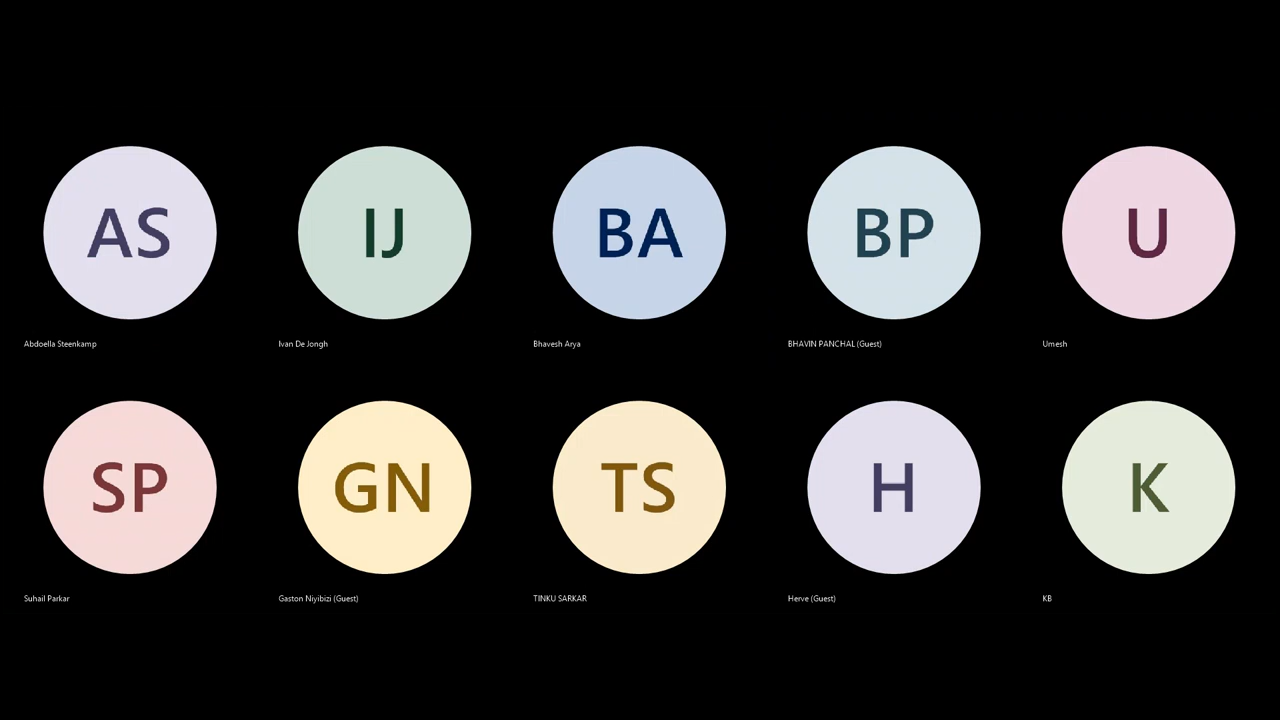 AS
IJ
BA
BP
U
Abdoella Steenkamp
Ivan De Jongh
Bhavesh Arya
BHAVIN PANCHAL (Guest)
Umesh
SP
GN
TS
H
K
Suhail Parkar
Gaston Niyibizi (Guest)
TINKU SARKAR
Herve (Guest)
KB